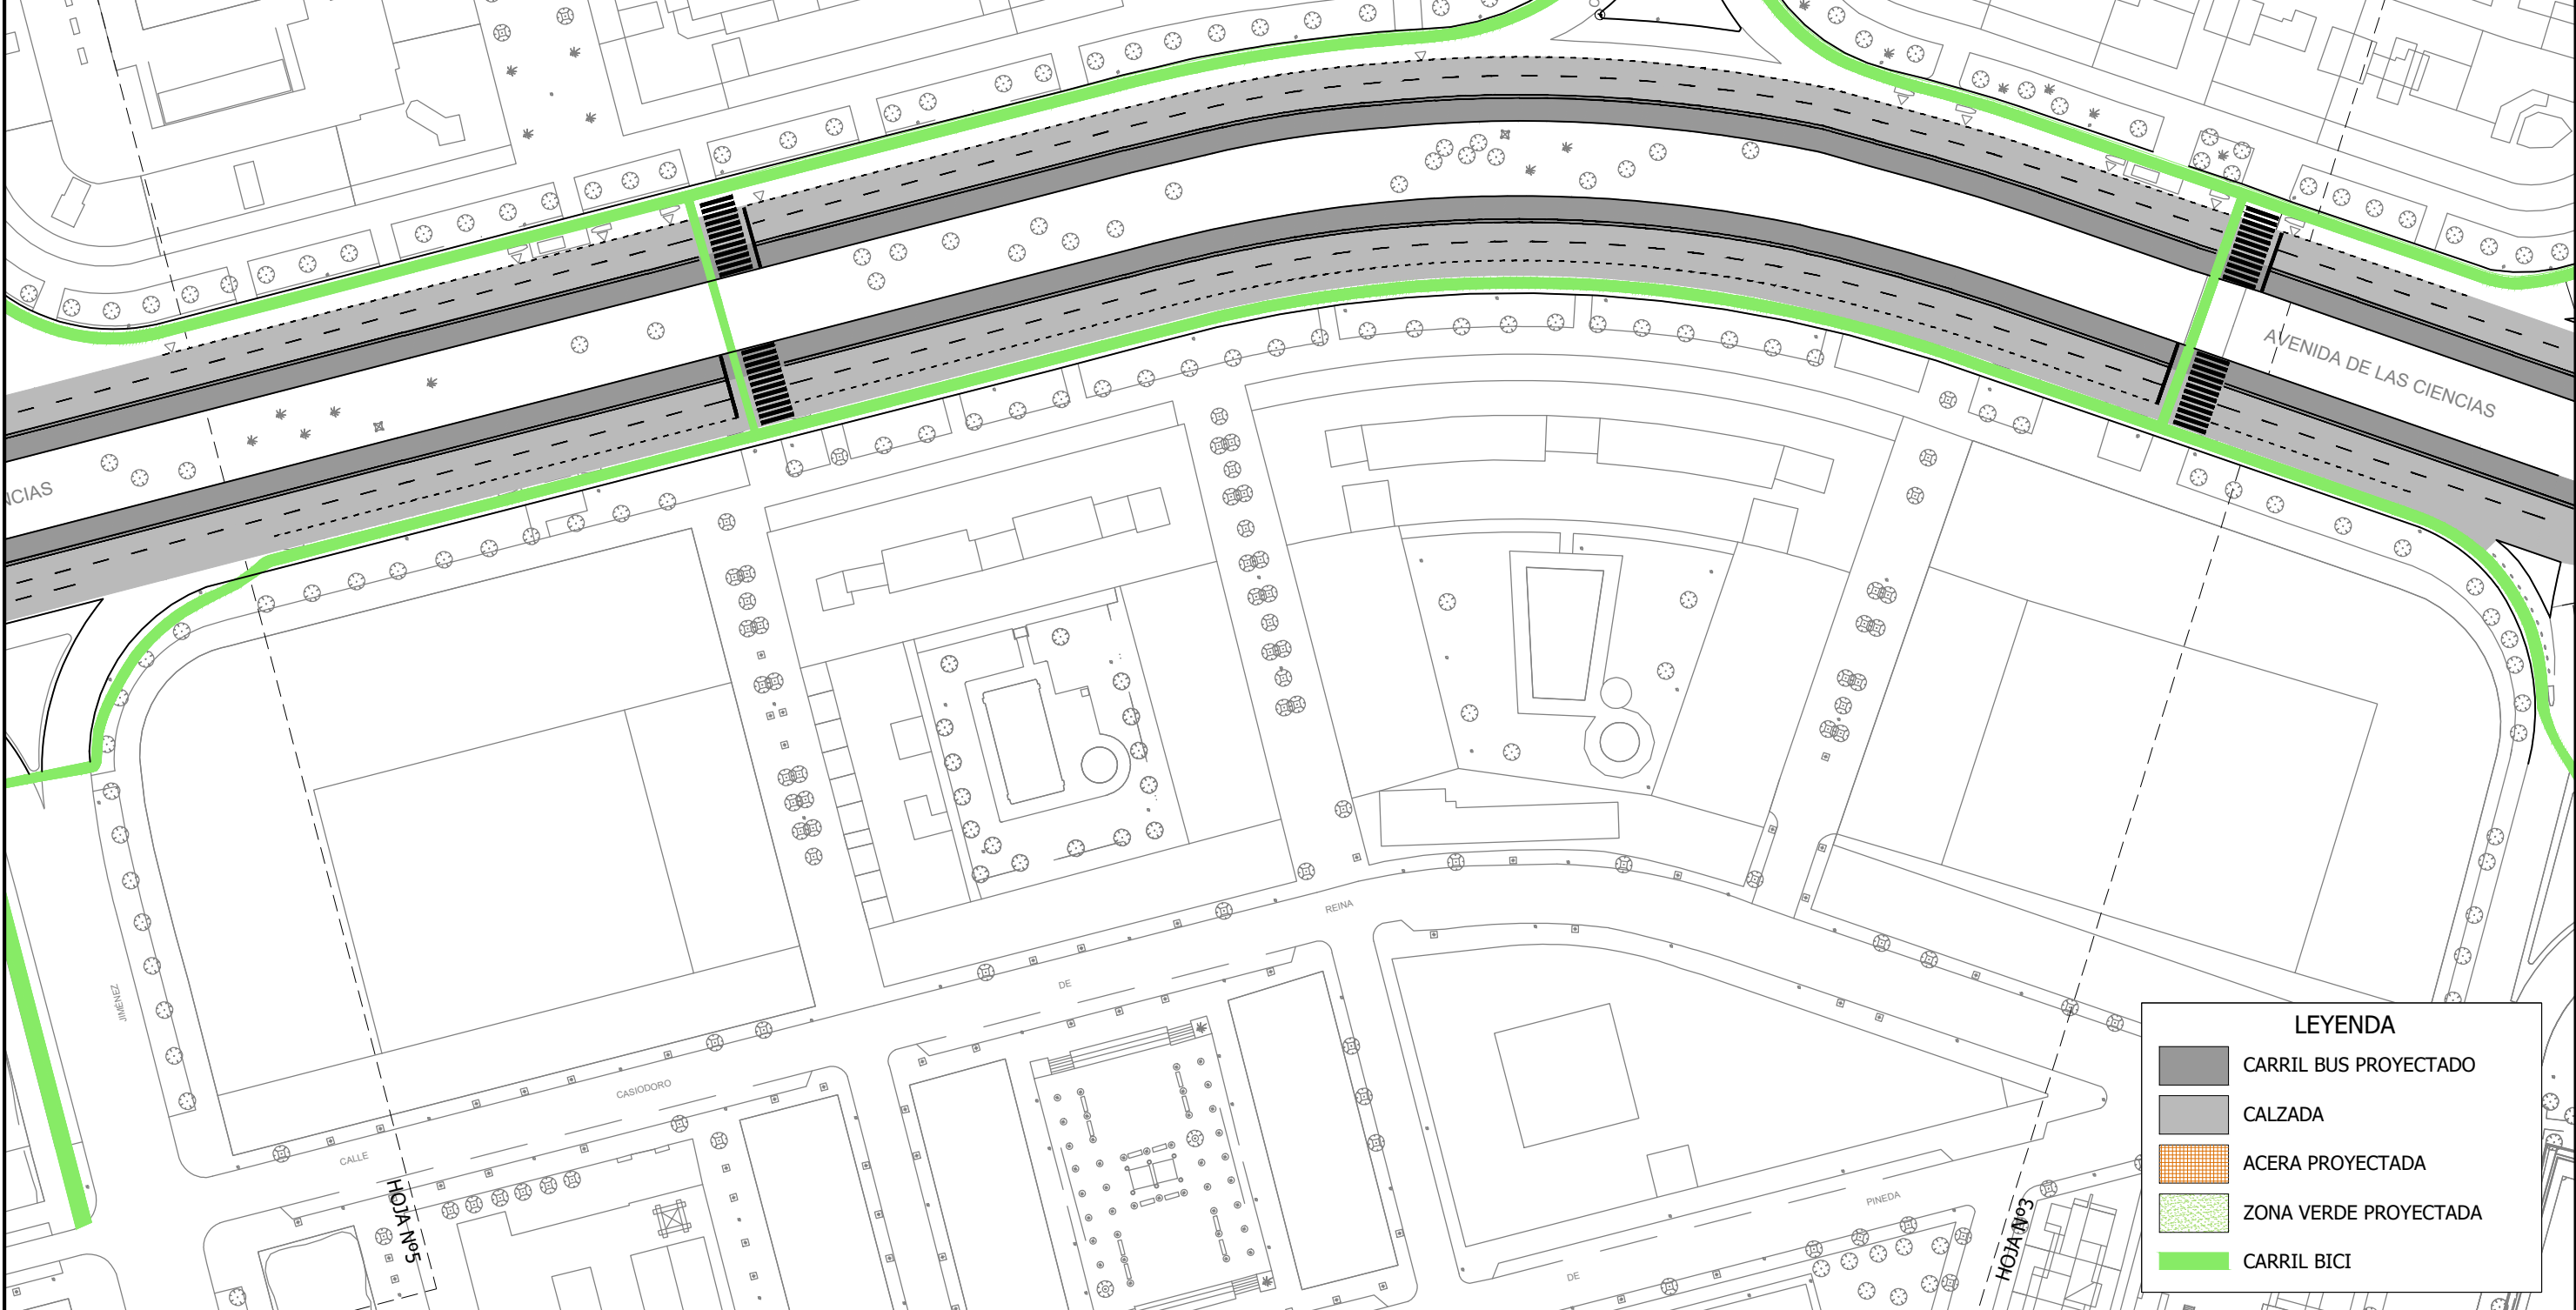 AVENIDA DE LAS CIENCIAS
NCIAS
REINA
DE
JIMÉNEZ
CASIODORO
CALLE
HOJA Nº5
PINEDA
DE
HOJA Nº3
LEYENDA
CARRIL BUS PROYECTADO
CALZADA
ACERA PROYECTADA
ZONA VERDE PROYECTADA
CARRIL BICI